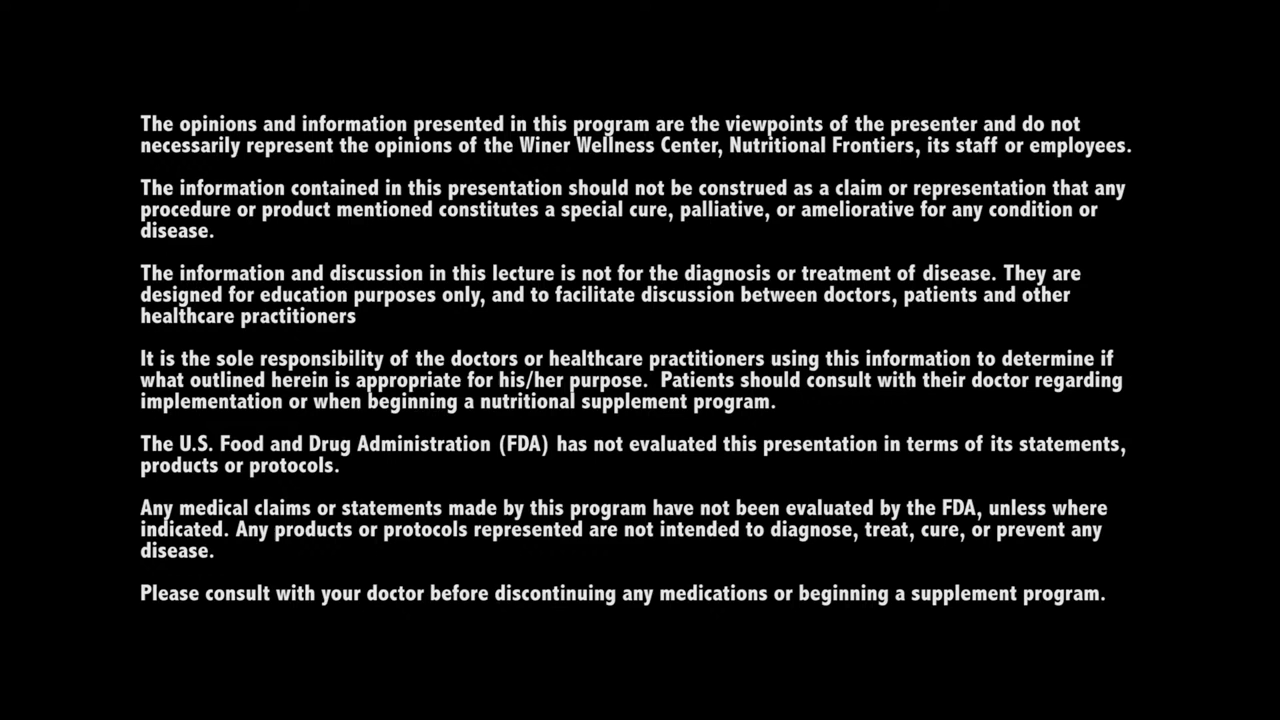 The opinions and information presented in this program are the viewpoints of the presenter and do not
necessarily represent the opinions of the Winer Wellness Center, Nutritional Frontiers, its staff or employees.
The information contained in this presentation should not be construed as a claim or representation that any
procedure or product mentioned constitutes a special cure, palliative, or ameliorative for any condition or
disease.
The information and discussion in this lecture is not for the diagnosis or treatment of disease. They are
designed for education purposes only, and to facilitate discussion between doctors, patients and other
healthcare practitioners
It is the sole responsibility of the doctors or healthcare practitioners using this information to determine if
what outlined herein is appropriate for his/her purpose.  Patients should consult with their doctor regarding
implementation or when beginning a nutritional supplement program.
The U.S. Food and Drug Administration (FDA) has not evaluated this presentation in terms of its statements,
products or protocols.
Any medical claims or statements made by this program have not been evaluated by the FDA, unless where
indicated. Any products or protocols represented are not intended to diagnose, treat, cure, or prevent any
disease.
Please consult with your doctor before discontinuing any medications or beginning a supplement program.